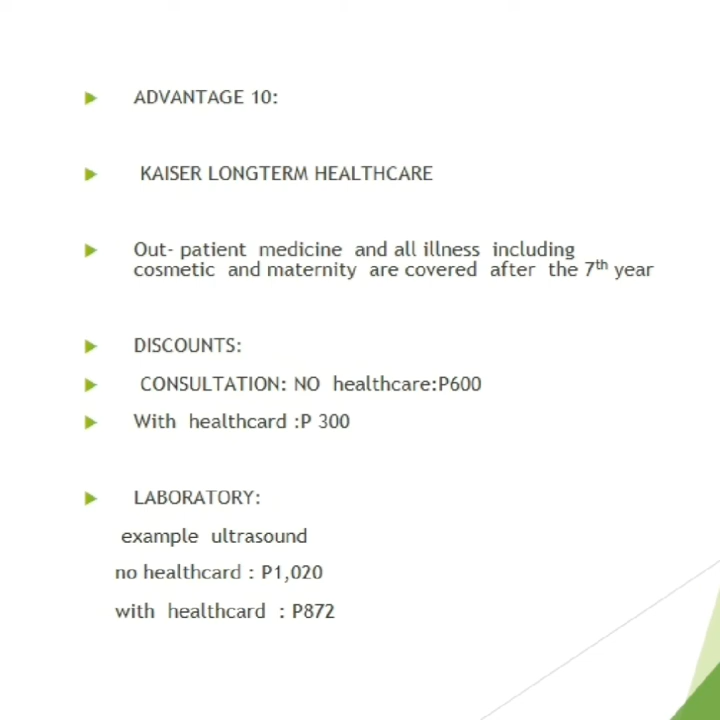 ADVANTAGE 10:
KAISER LONGTERM HEALTHCARE
Out- patient medicine and all illness including
cosmetic and maternity are covered after the 7th year
DISCOUNTS:
CONSULTATION: NO healthcare:P600
With healthcard :P 300
LABORATORY:
example ultrasound
no healthcard : P1,020
with healthcard : P872